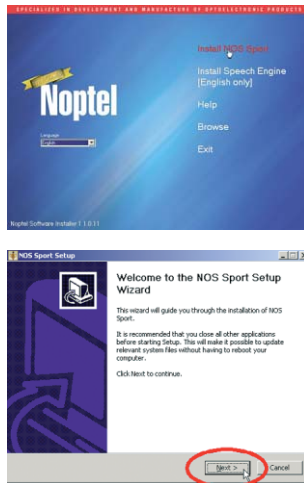 SPECIALIZED IN DEVELOPMENT AND MANUFACTURE OF OPTOELECTRONIC PRODUCTS
Install NOS Sport
Install Speech Engine
[English only]
Noptel
Help
Language
English
Browse
Exit
Noptel Software Installer 1.1.0.11
NOS Sport Setup
Welcome to the NOS Sport Setup
Wizard
This wizard will guide you through the installation of NOS
Sport.
It is recommended that you close all other applications
before starting Setup. This will make it possible to update
relevant system files without having to reboot your
computer.
Click Next to continue.
Next >
Cancel